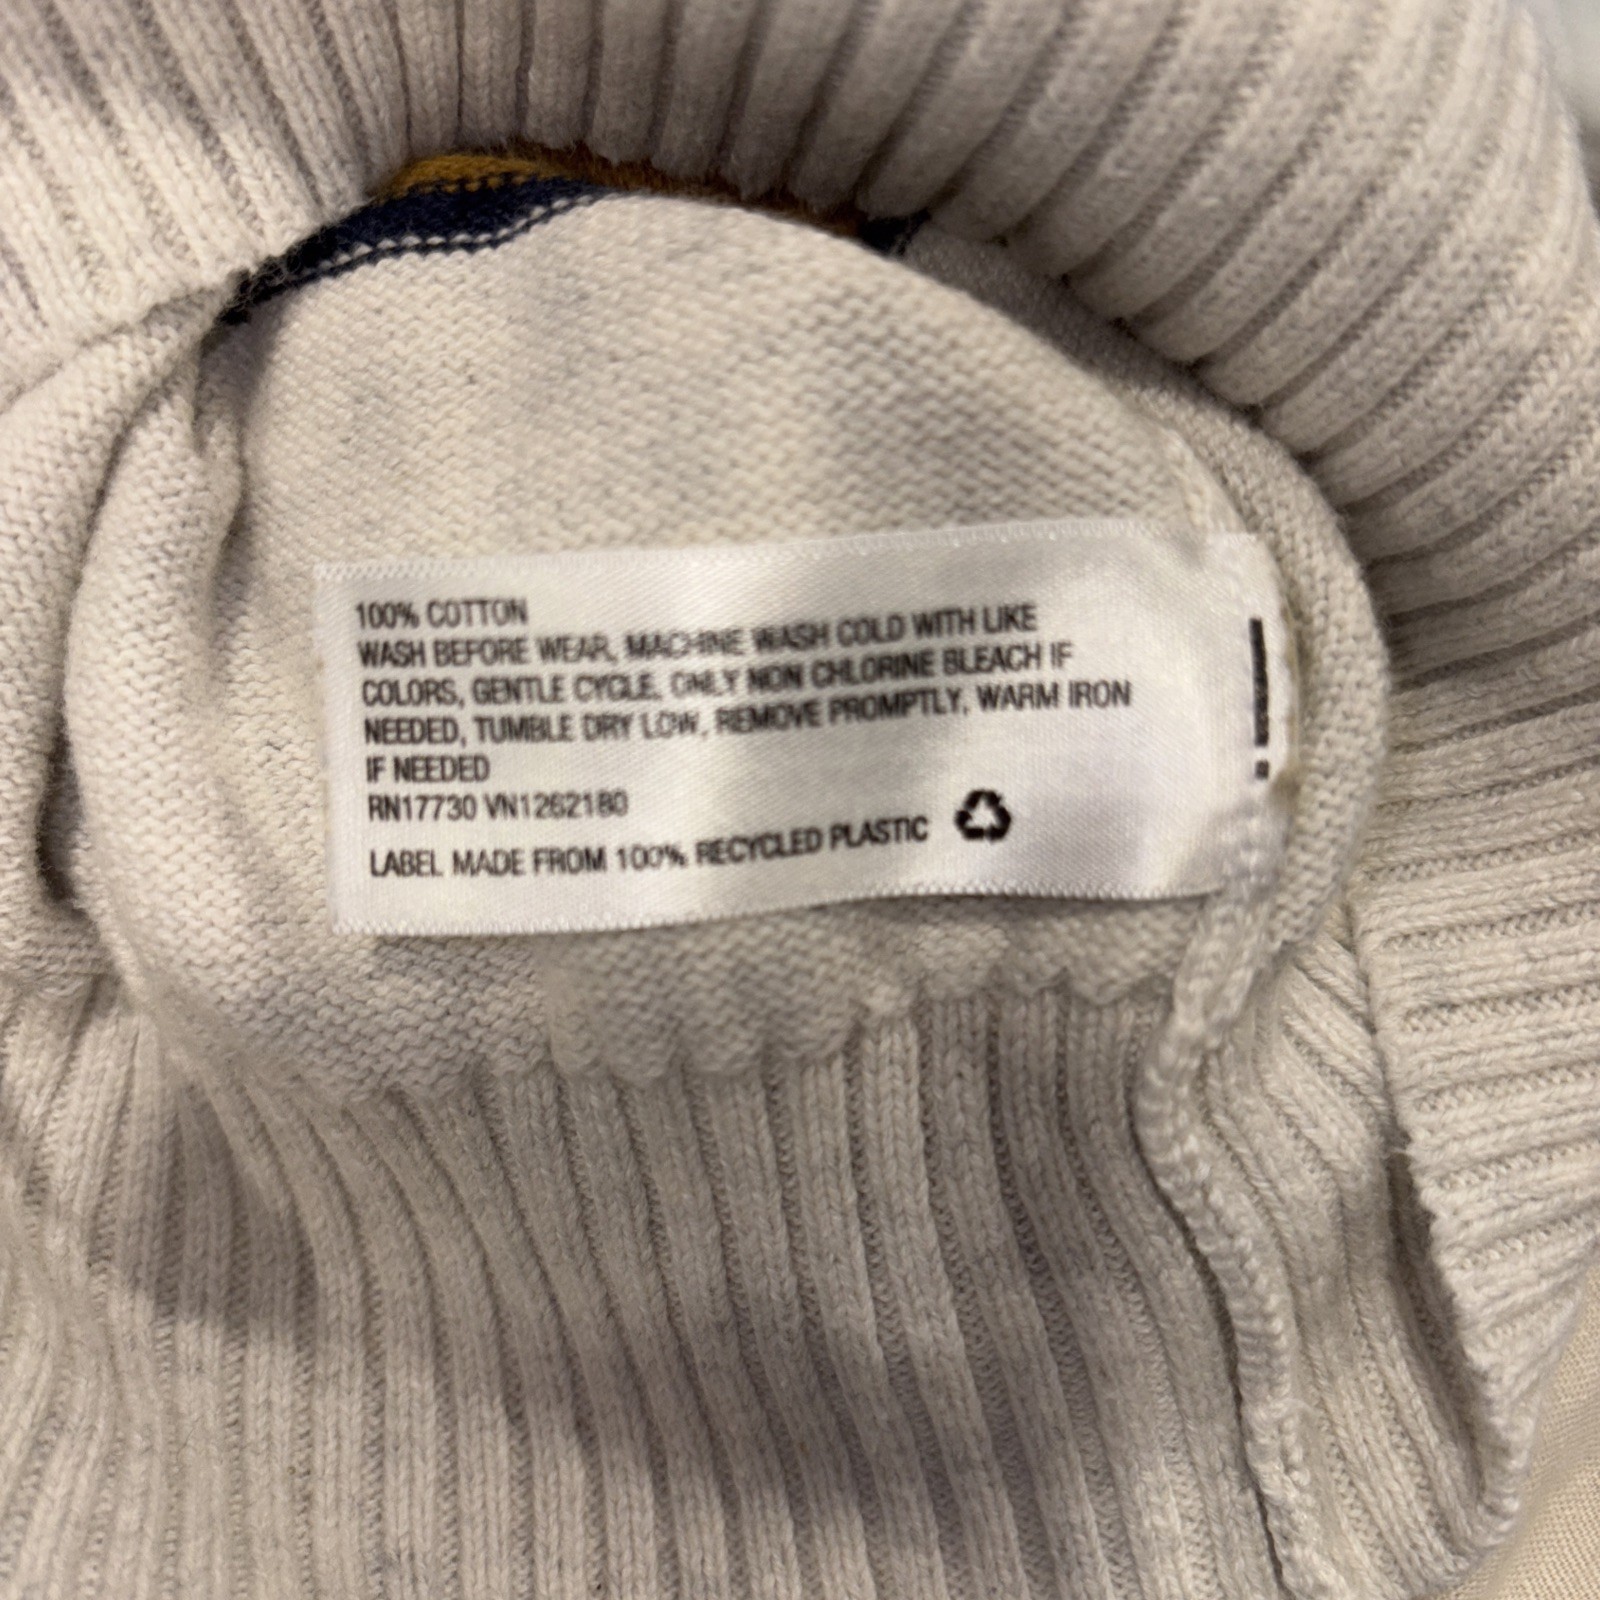 100% COTTON
WASH BEFORE WEAR, MACHINE WASH COLD WITH LIKE
COLORS, GENTLE CYCLE, ONLY NON CHLORINE BLEACH IF
NEEDED, TUMBLE DRY LOW, REMOVE PROMPTLY, WARM IRON
IF NEEDED
RN17730 VN1262180
LABEL MADE FROM 100% RECYCLED PLASTIC